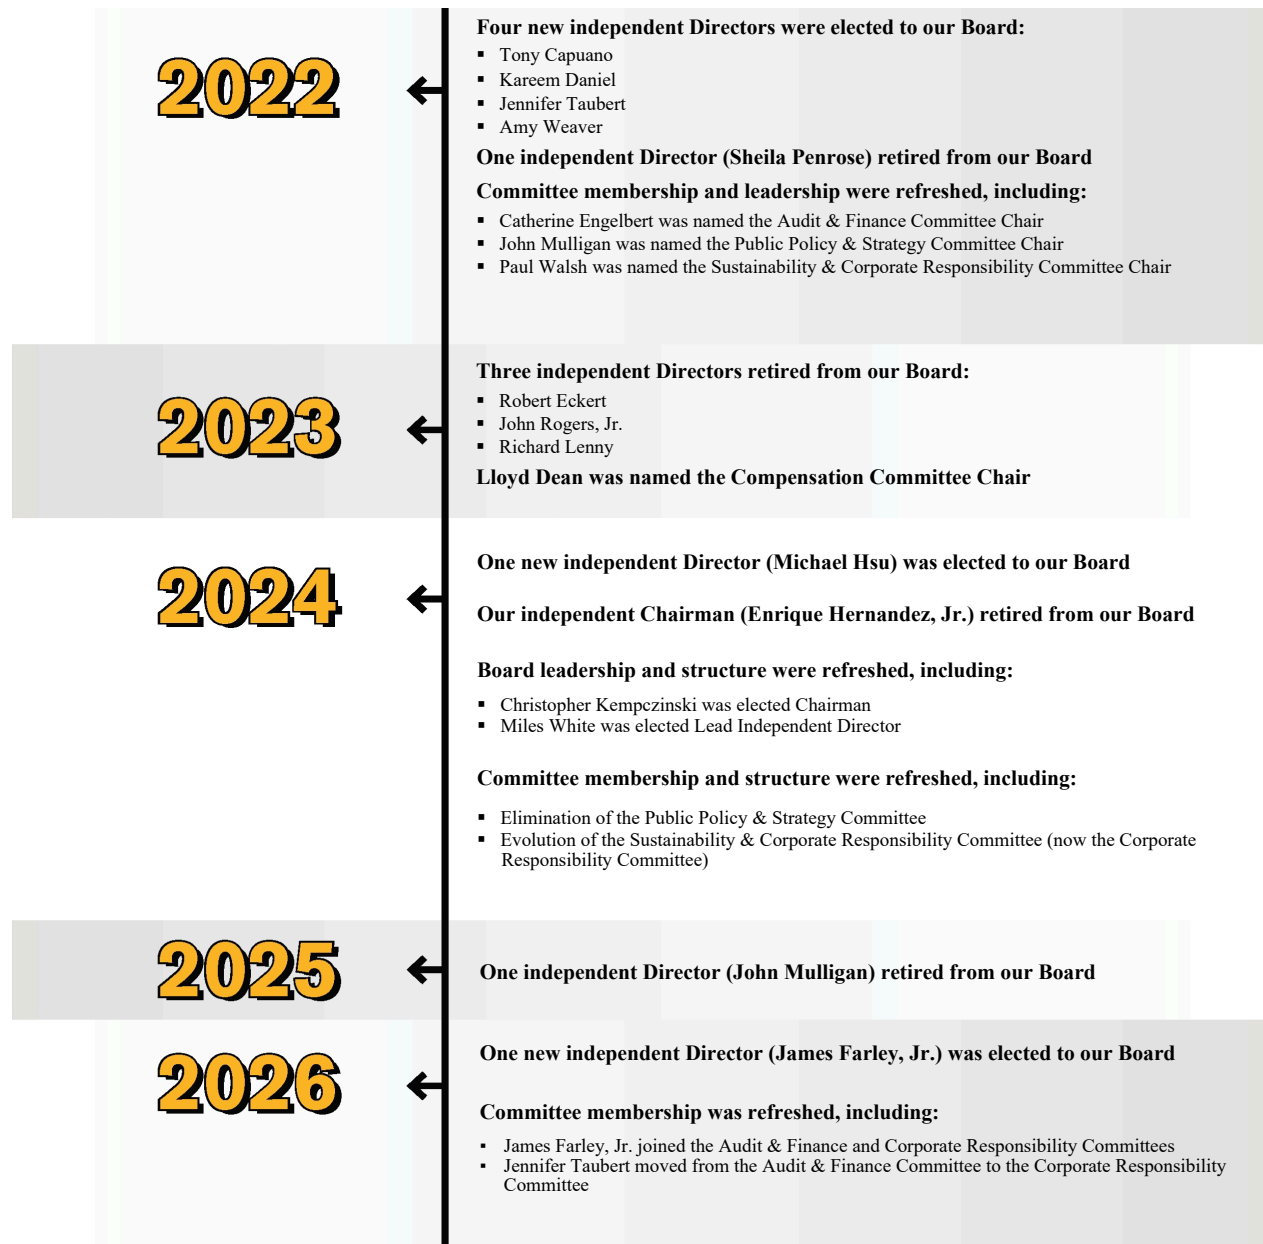 2022
Four new independent Directors were elected to our Board:
▪ Tony Capuano
▪ Kareem Daniel
▪ Jennifer Taubert
▪ Amy Weaver
One independent Director (Sheila Penrose) retired from our Board
Committee membership and leadership were refreshed, including:
▪ Catherine Engelbert was named the Audit & Finance Committee Chair
▪ John Mulligan was named the Public Policy & Strategy Committee Chair
▪ Paul Walsh was named the Sustainability & Corporate Responsibility Committee Chair
2023
Three independent Directors retired from our Board:
▪ Robert Eckert
▪ John Rogers, Jr.
▪ Richard Lenny
Lloyd Dean was named the Compensation Committee Chair
2024
One new independent Director (Michael Hsu) was elected to our Board
Our independent Chairman (Enrique Hernandez, Jr.) retired from our Board
Board leadership and structure were refreshed, including:
▪ Christopher Kempczinski was elected Chairman
▪ Miles White was elected Lead Independent Director
Committee membership and structure were refreshed, including:
▪ Elimination of the Public Policy & Strategy Committee
▪ Evolution of the Sustainability & Corporate Responsibility Committee (now the Corporate
Responsibility Committee)
2025
One independent Director (John Mulligan) retired from our Board
2026
One new independent Director (James Farley, Jr.) was elected to our Board
Committee membership was refreshed, including:
▪ James Farley, Jr. joined the Audit & Finance and Corporate Responsibility Committees
▪ Jennifer Taubert moved from the Audit & Finance Committee to the Corporate Responsibility
Committee